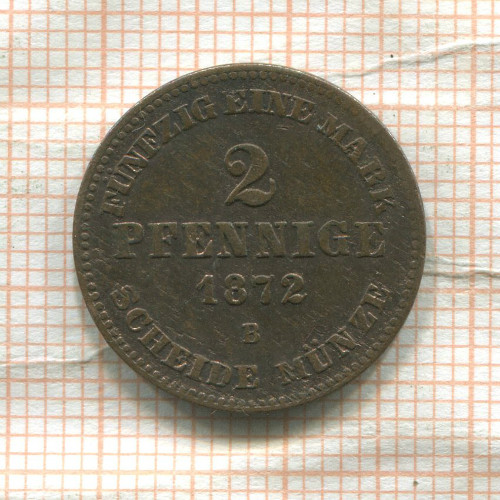 FÜNFZIG EINE MARK
2
PFENNIGE
1872
B
SCHEIDE MÜNZE